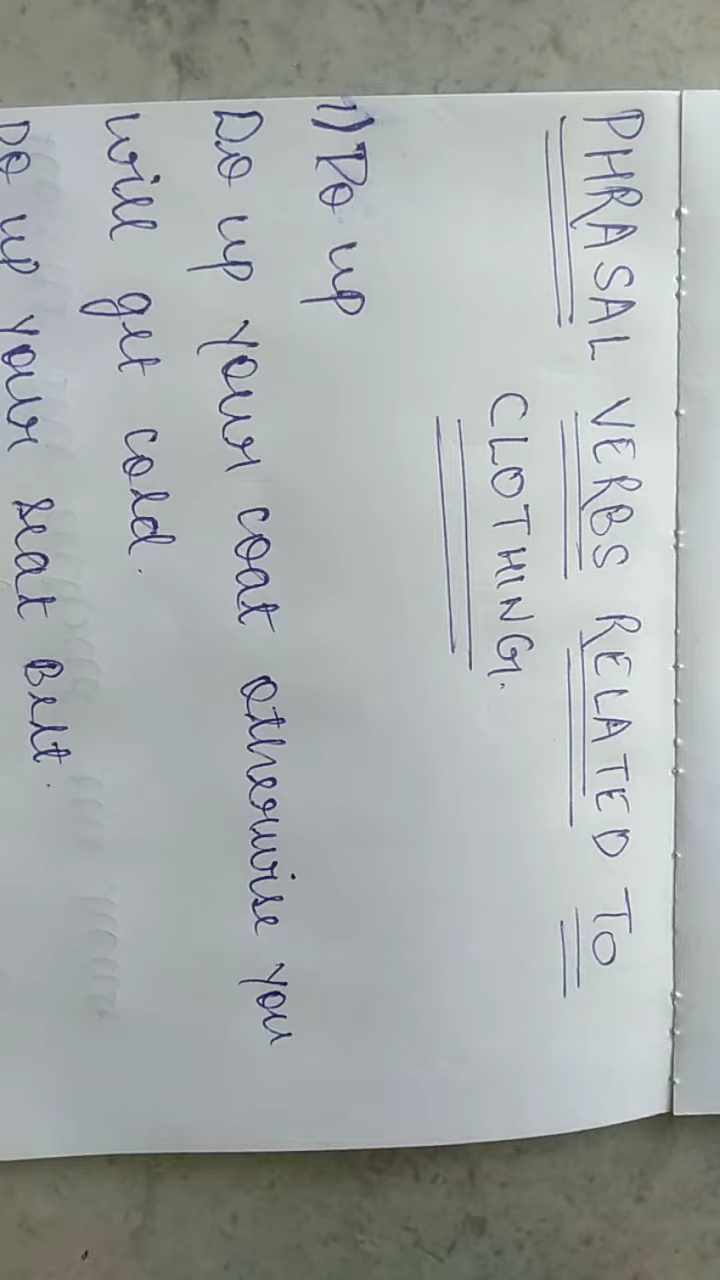 PHRASAL VERBS RELATED TO
CLOTHING.
1) Do up
Do up your coat otherwise you
will get cold.
Do up your seat Belt.